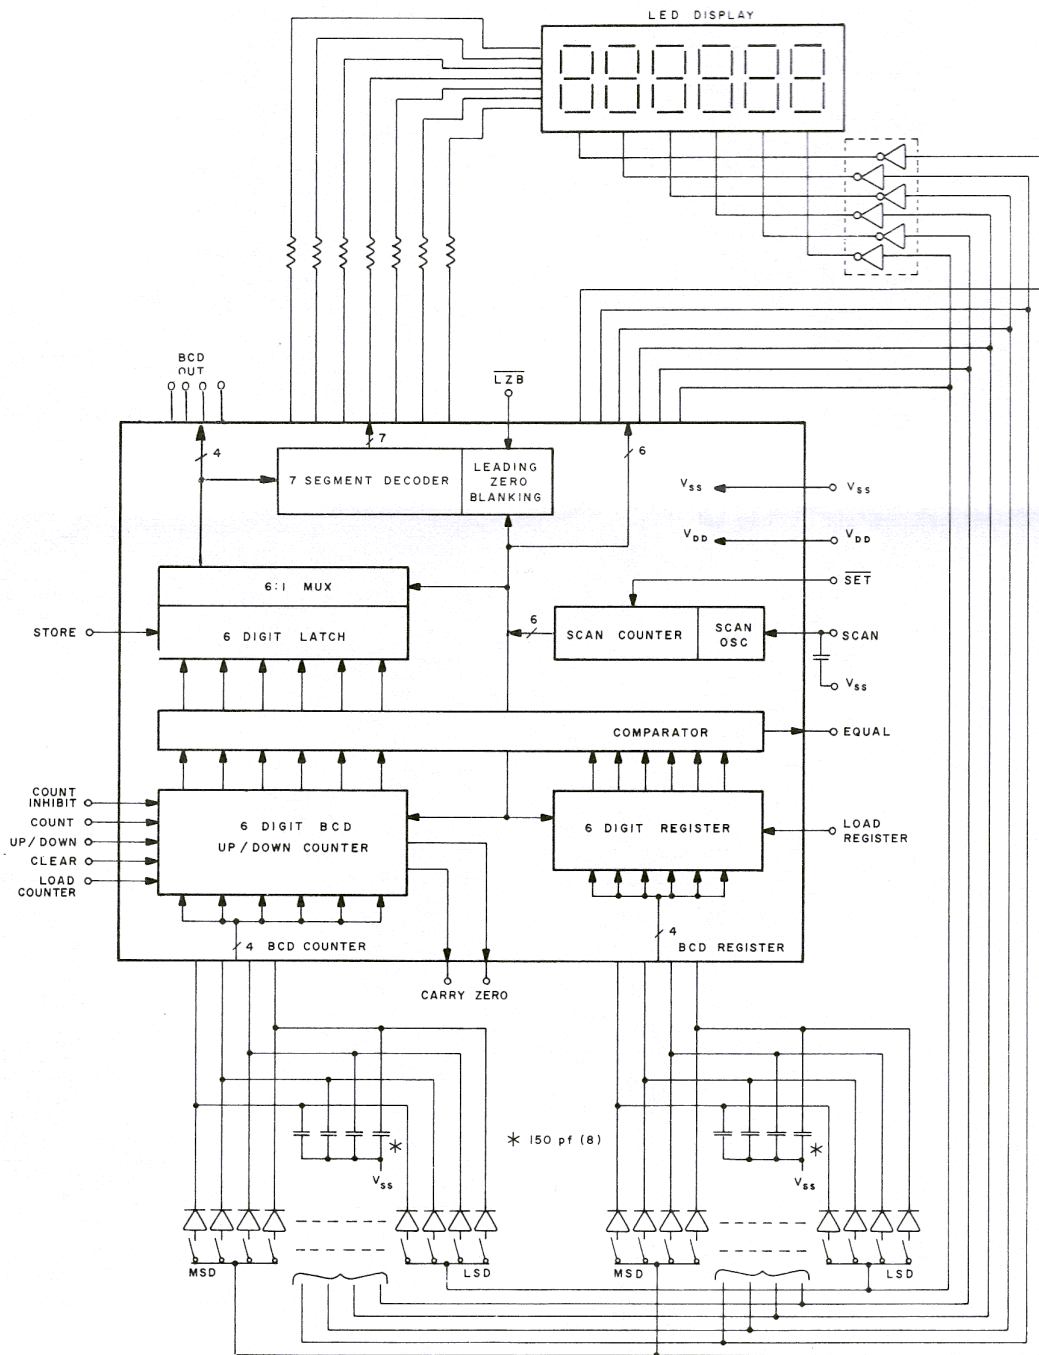 LED DISPLAY
BCD
OUT
LZB
4
7
6
7 SEGMENT DECODER
LEADING
ZERO
BLANKING
VSS
VSS
VDD
VDD
6:1 MUX
SET
STORE
6 DIGIT LATCH
6
SCAN COUNTER
SCAN
OSC
SCAN
VSS
COMPARATOR
EQUAL
COUNT
INHIBIT
COUNT
UP/DOWN
CLEAR
LOAD
COUNTER
6 DIGIT BCD
UP/DOWN COUNTER
6 DIGIT REGISTER
LOAD
REGISTER
4
BCD COUNTER
4
BCD REGISTER
CARRY
ZERO
* 150 pf (8)
*
VSS
*
VSS
MSD
LSD
MSD
LSD